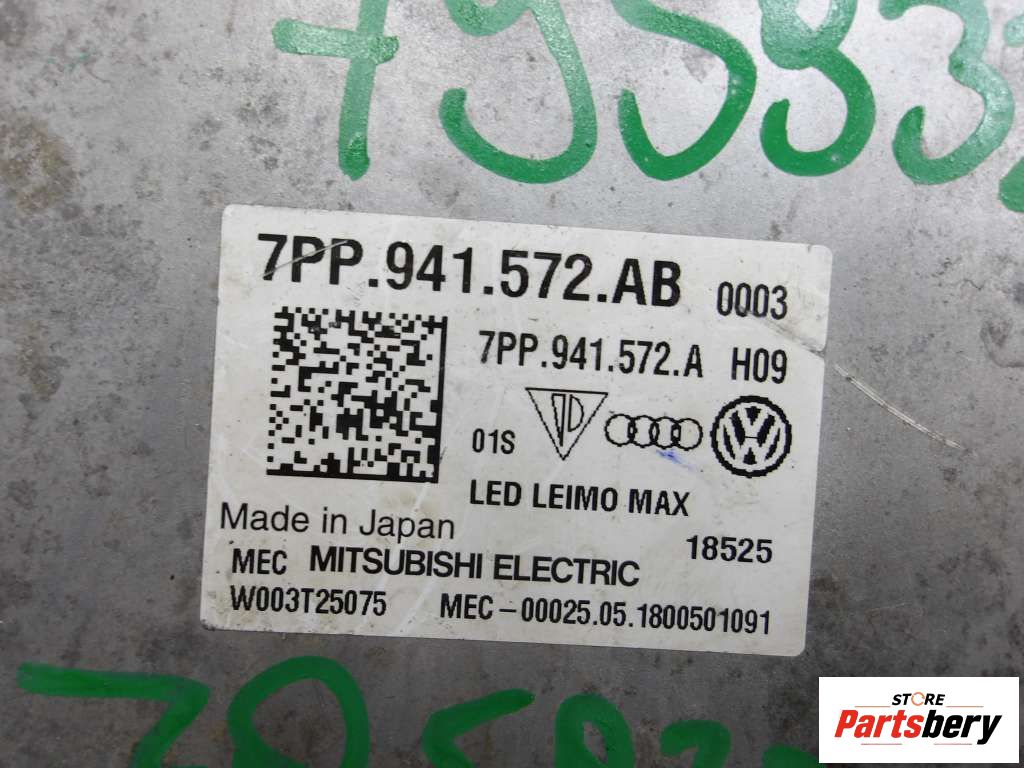 7PP.941.572.AB 0003
7PP.941.572.A H09
01S
LED LEIMO MAX
Made in Japan
18525
MEC MITSUBISHI ELECTRIC
W003T25075 MEC-00025.05.1800501091
STORE
Partsbery